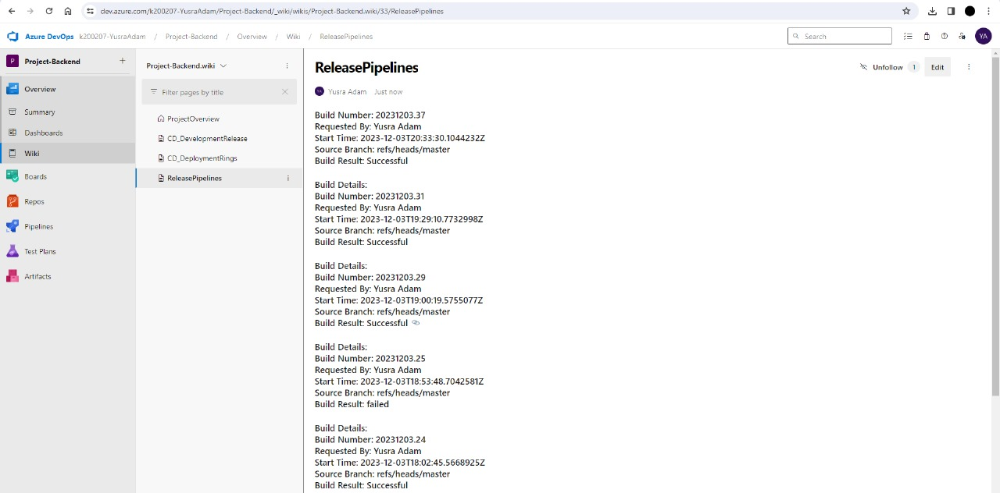 dev.azure.com/k200207-YusraAdam/Project-Backend/_wiki/wikis/Project-Backend.wiki/33/ReleasePipelines
Azure DevOps k200207-YusraAdam / Project-Backend / Overview / Wiki / ReleasePipelines
Search
YA
P Project-Backend +
Overview
Summary
Dashboards
Wiki
Boards
Repos
Pipelines
Test Plans
Artifacts
Project-Backend.wiki
Filter pages by title
ProjectOverview
CD_DevelopmentRelease
CD_DeploymentRings
ReleasePipelines
ReleasePipelines
Unfollow 1 Edit
YA Yusra Adam Just now
Build Number: 20231203.37
Requested By: Yusra Adam
Start Time: 2023-12-03T20:33:30.1044232Z
Source Branch: refs/heads/master
Build Result: Successful
Build Details:
Build Number: 20231203.31
Requested By: Yusra Adam
Start Time: 2023-12-03T19:29:10.7732998Z
Source Branch: refs/heads/master
Build Result: Successful
Build Details:
Build Number: 20231203.29
Requested By: Yusra Adam
Start Time: 2023-12-03T19:00:19.5755077Z
Source Branch: refs/heads/master
Build Result: Successful
Build Details:
Build Number: 20231203.25
Requested By: Yusra Adam
Start Time: 2023-12-03T18:53:48.7042581Z
Source Branch: refs/heads/master
Build Result: failed
Build Details:
Build Number: 20231203.24
Requested By: Yusra Adam
Start Time: 2023-12-03T18:02:45.5668925Z
Source Branch: refs/heads/master
Build Result: Successful